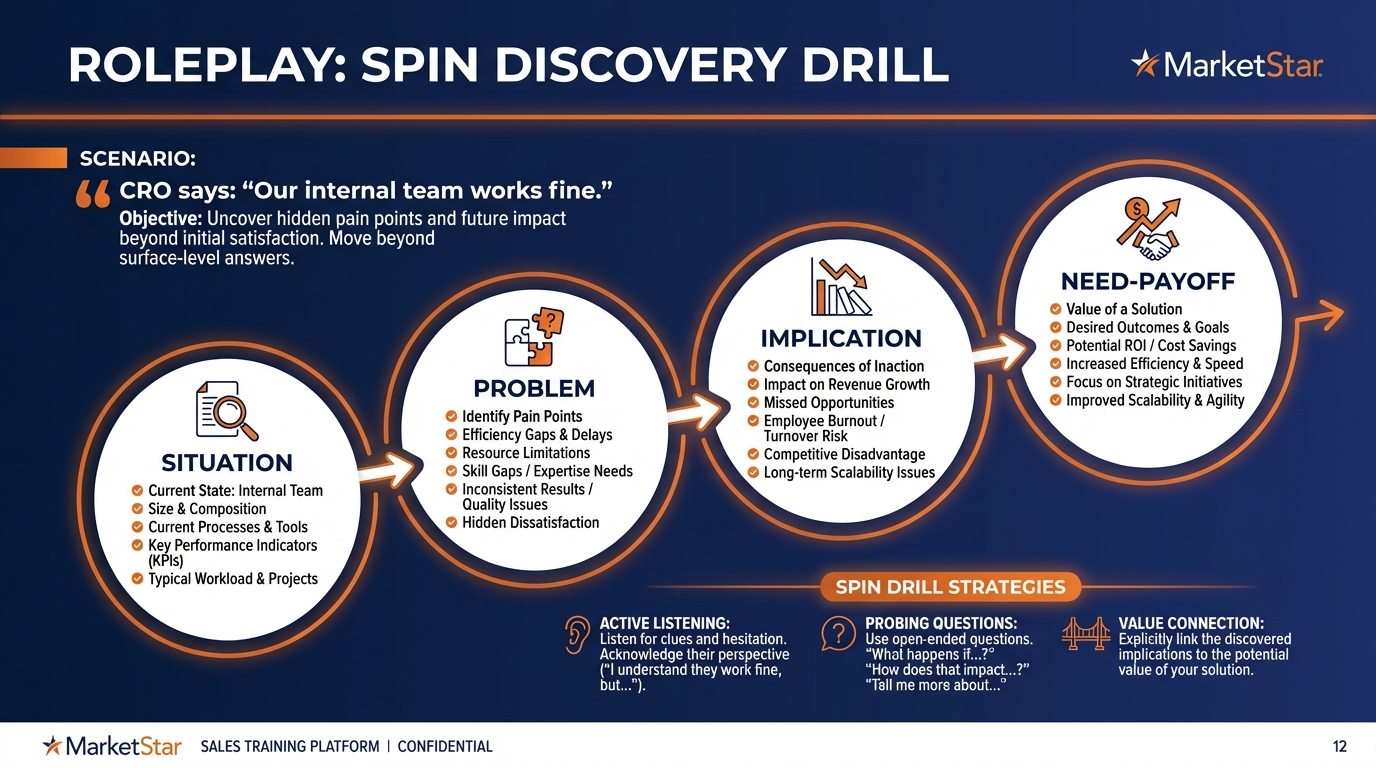 ROLEPLAY: SPIN DISCOVERY DRILL
MarketStar
SCENARIO:
“
CRO says: “Our internal team works fine.”
Objective: Uncover hidden pain points and future impact
beyond initial satisfaction. Move beyond
surface-level answers.
SITUATION
Current State: Internal Team
Size & Composition
Current Processes & Tools
Key Performance Indicators
(KPIs)
Typical Workload & Projects
?
PROBLEM
Identify Pain Points
Efficiency Gaps & Delays
Resource Limitations
Skill Gaps / Expertise Needs
Inconsistent Results /
Quality Issues
Hidden Dissatisfaction
IMPLICATION
Consequences of Inaction
Impact on Revenue Growth
Missed Opportunities
Employee Burnout /
Turnover Risk
Competitive Disadvantage
Long-term Scalability Issues
$
NEED-PAYOFF
Value of a Solution
Desired Outcomes & Goals
Potential ROI / Cost Savings
Increased Efficiency & Speed
Focus on Strategic Initiatives
Improved Scalability & Agility
SPIN DRILL STRATEGIES
ACTIVE LISTENING:
Listen for clues and hesitation.
Acknowledge their perspective
("I understand they work fine,
but...").
?
PROBING QUESTIONS:
Use open-ended questions.
"What happens if...?"
"How does that impact...?"
"Tell me more about..."
VALUE CONNECTION:
Explicitly link the discovered
implications to the potential
value of your solution.
MarketStar SALES TRAINING PLATFORM | CONFIDENTIAL
12